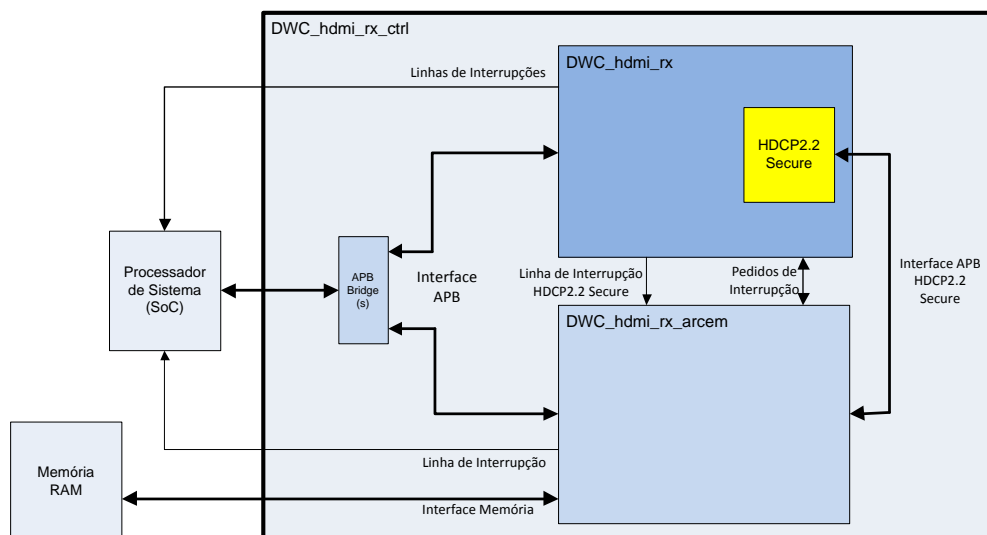 DWC_hdmi_rx_ctrl
Linhas de Interrupções
DWC_hdmi_rx
HDCP2.2
Secure
Processador
de Sistema
(SoC)
APB
Bridge
(s)
Interface
APB
Linha de Interrupção
HDCP2.2 Secure
Pedidos de
Interrupção
Interface APB
HDCP2.2
Secure
DWC_hdmi_rx_arcem
Linha de Interrupção
Memória
RAM
Interface Memória